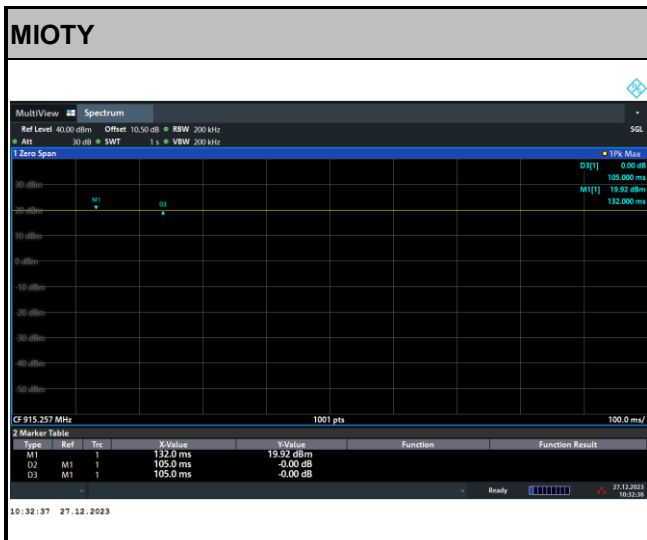 MIOTY
MultiView Spectrum
Ref Level 40.00 dBm Offset 10.50 dB RBW 200 kHz SGL
Att 30 dB SWT 1 s VBW 200 kHz
1 Zero Span 1Pk Max
D3[1] 0.00 dB
105.000 ms
M1[1] 19.92 dBm
132.000 ms
30 dBm
M1
D3
20 dBm
10 dBm
0 dBm
-10 dBm
-20 dBm
-30 dBm
-40 dBm
-50 dBm
CF 915.257 MHz 1001 pts 100.0 ms/
2 Marker Table
Type Ref Trc X-Value Y-Value Function Function Result
M1 1 132.0 ms 19.92 dBm
D2 M1 1 105.0 ms -0.00 dB
D3 M1 1 105.0 ms -0.00 dB
Ready 27.12.2023
10:32:36
10:32:37 27.12.2023